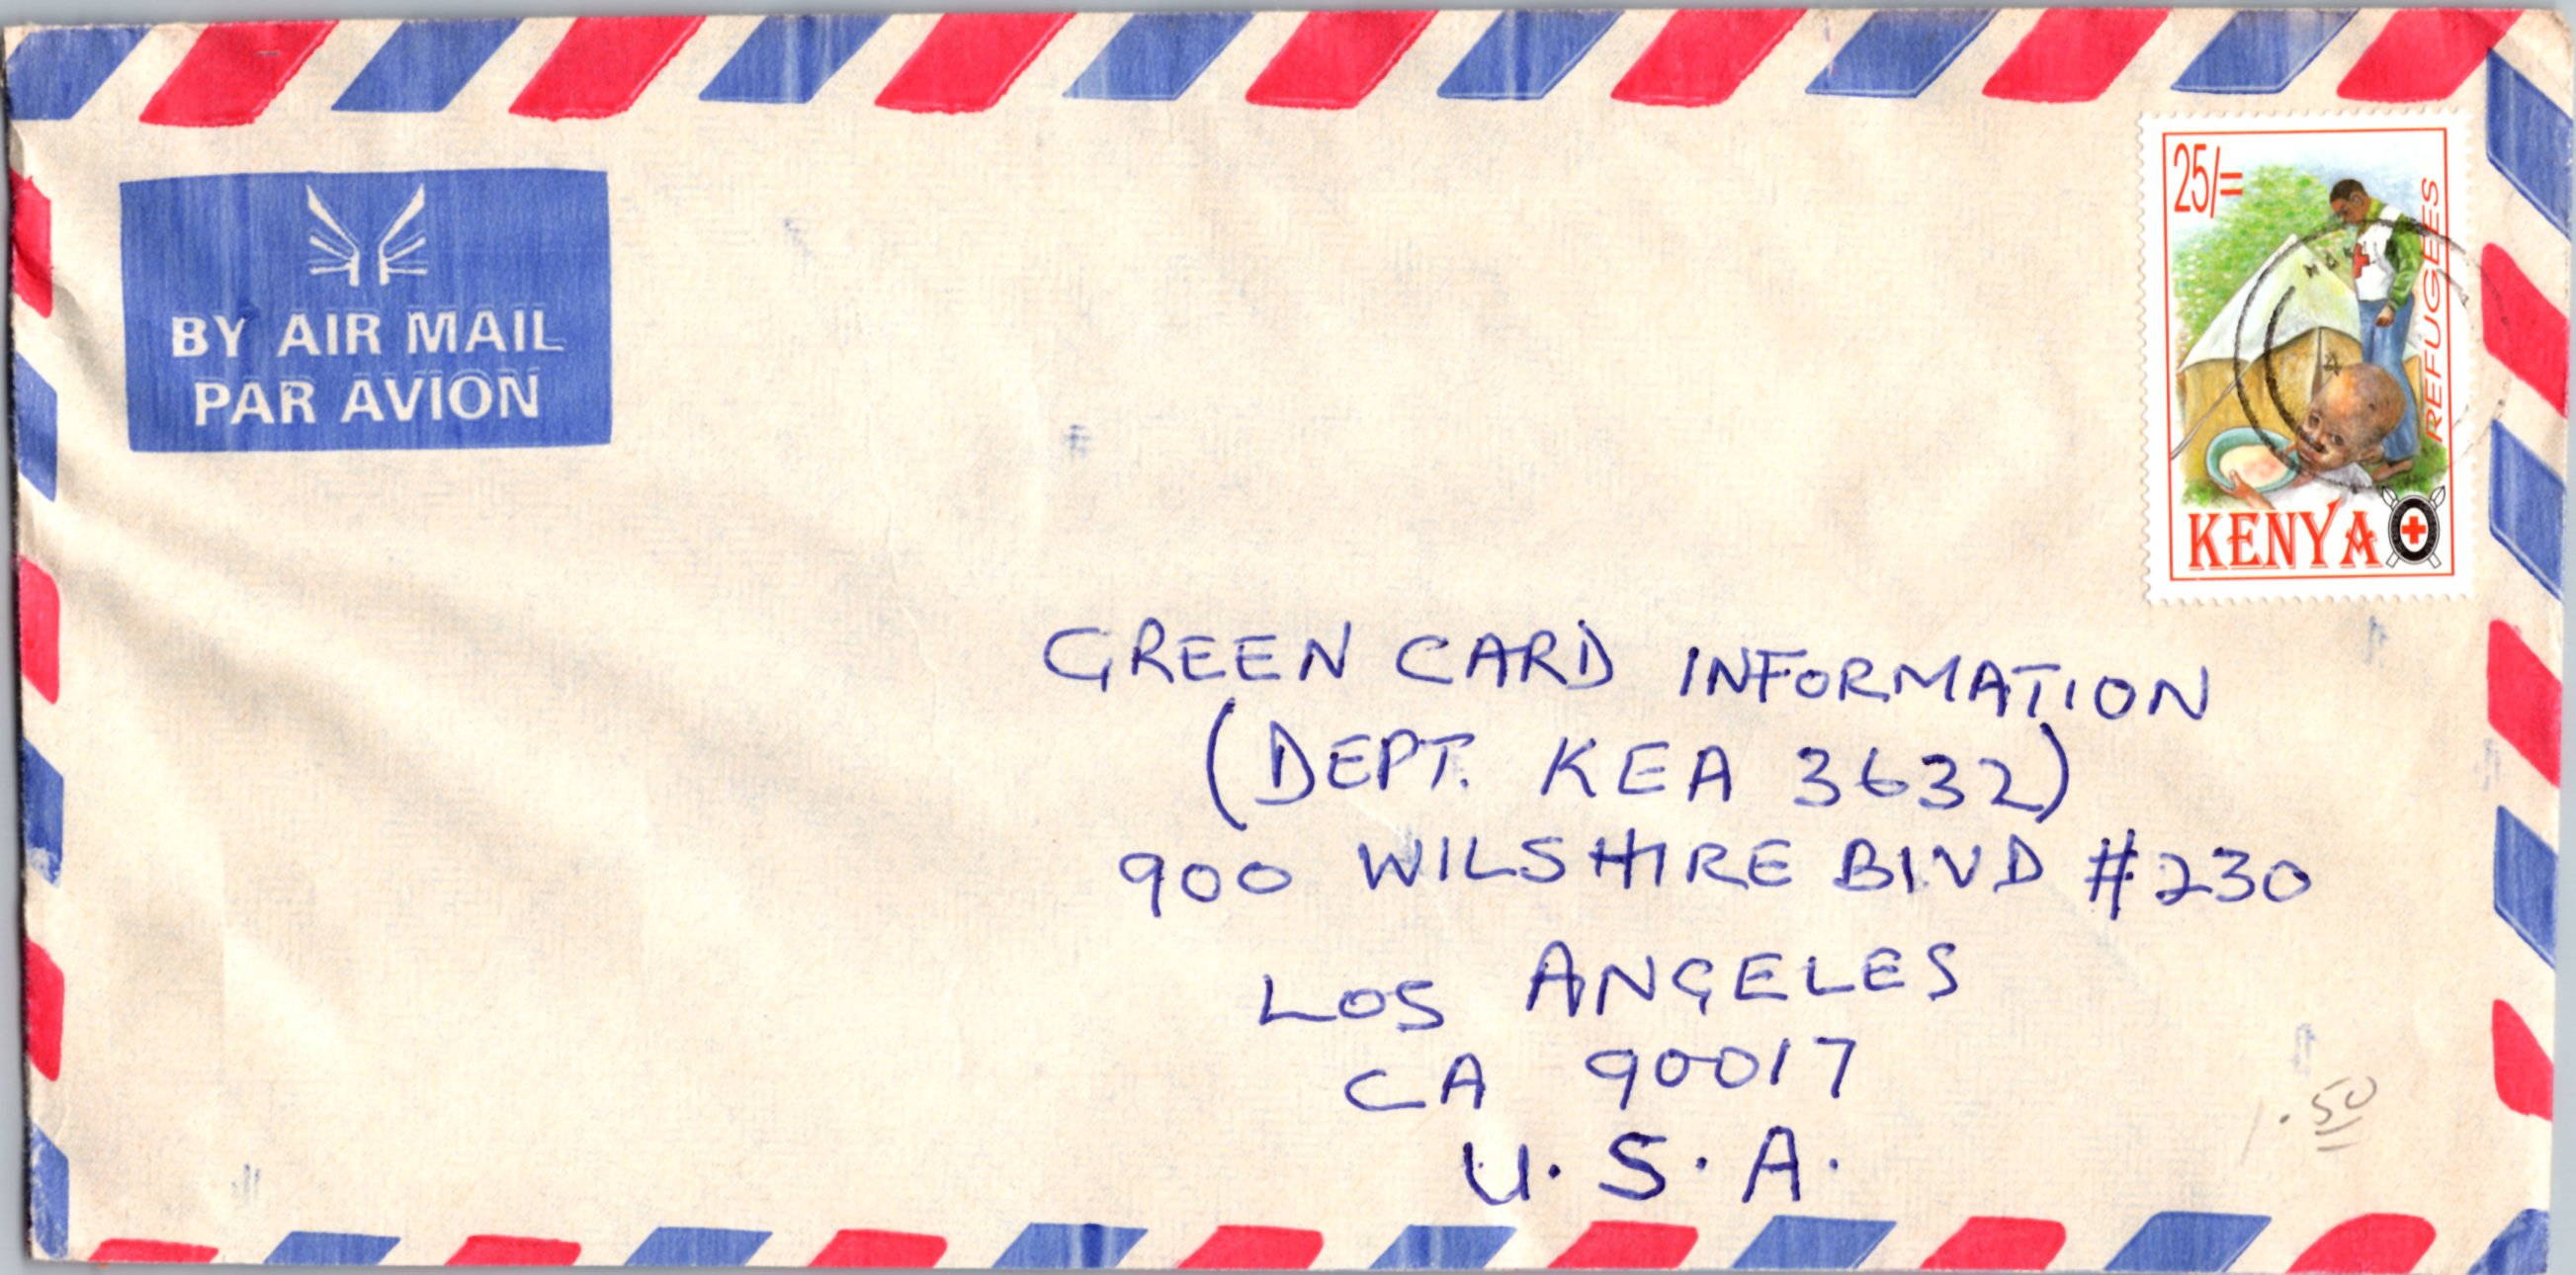 BY AIR MAIL
PAR AVION
25/=
REFUGEES
KENYA
GREEN CARD INFORMATION
(DEPT. KEA 3632)
900 WILSHIRE BLVD #230
LOS ANGELES
CA 90017
U.S.A.
1.50